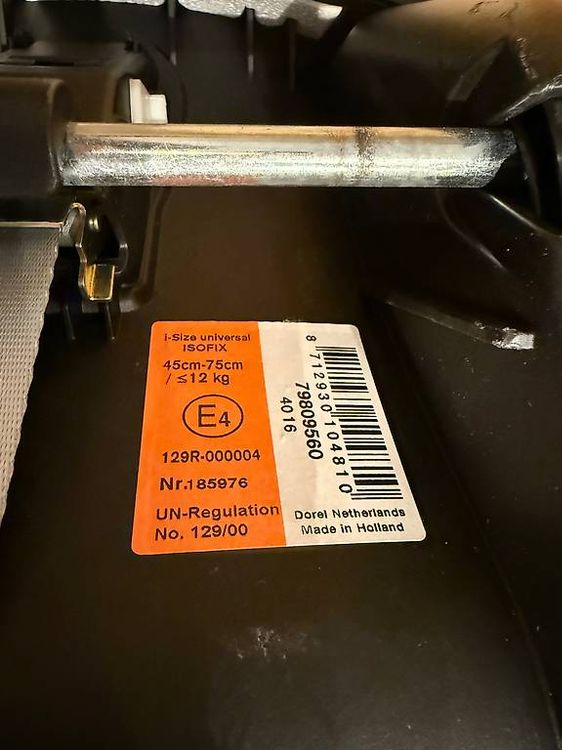 i-Size universal
ISOFIX
45cm-75cm
/ ≤12 kg
E4
129R-000004
Nr.185976
UN-Regulation
No. 129/00
8 712930 104810
79809560
4016
Dorel Netherlands
Made in Holland